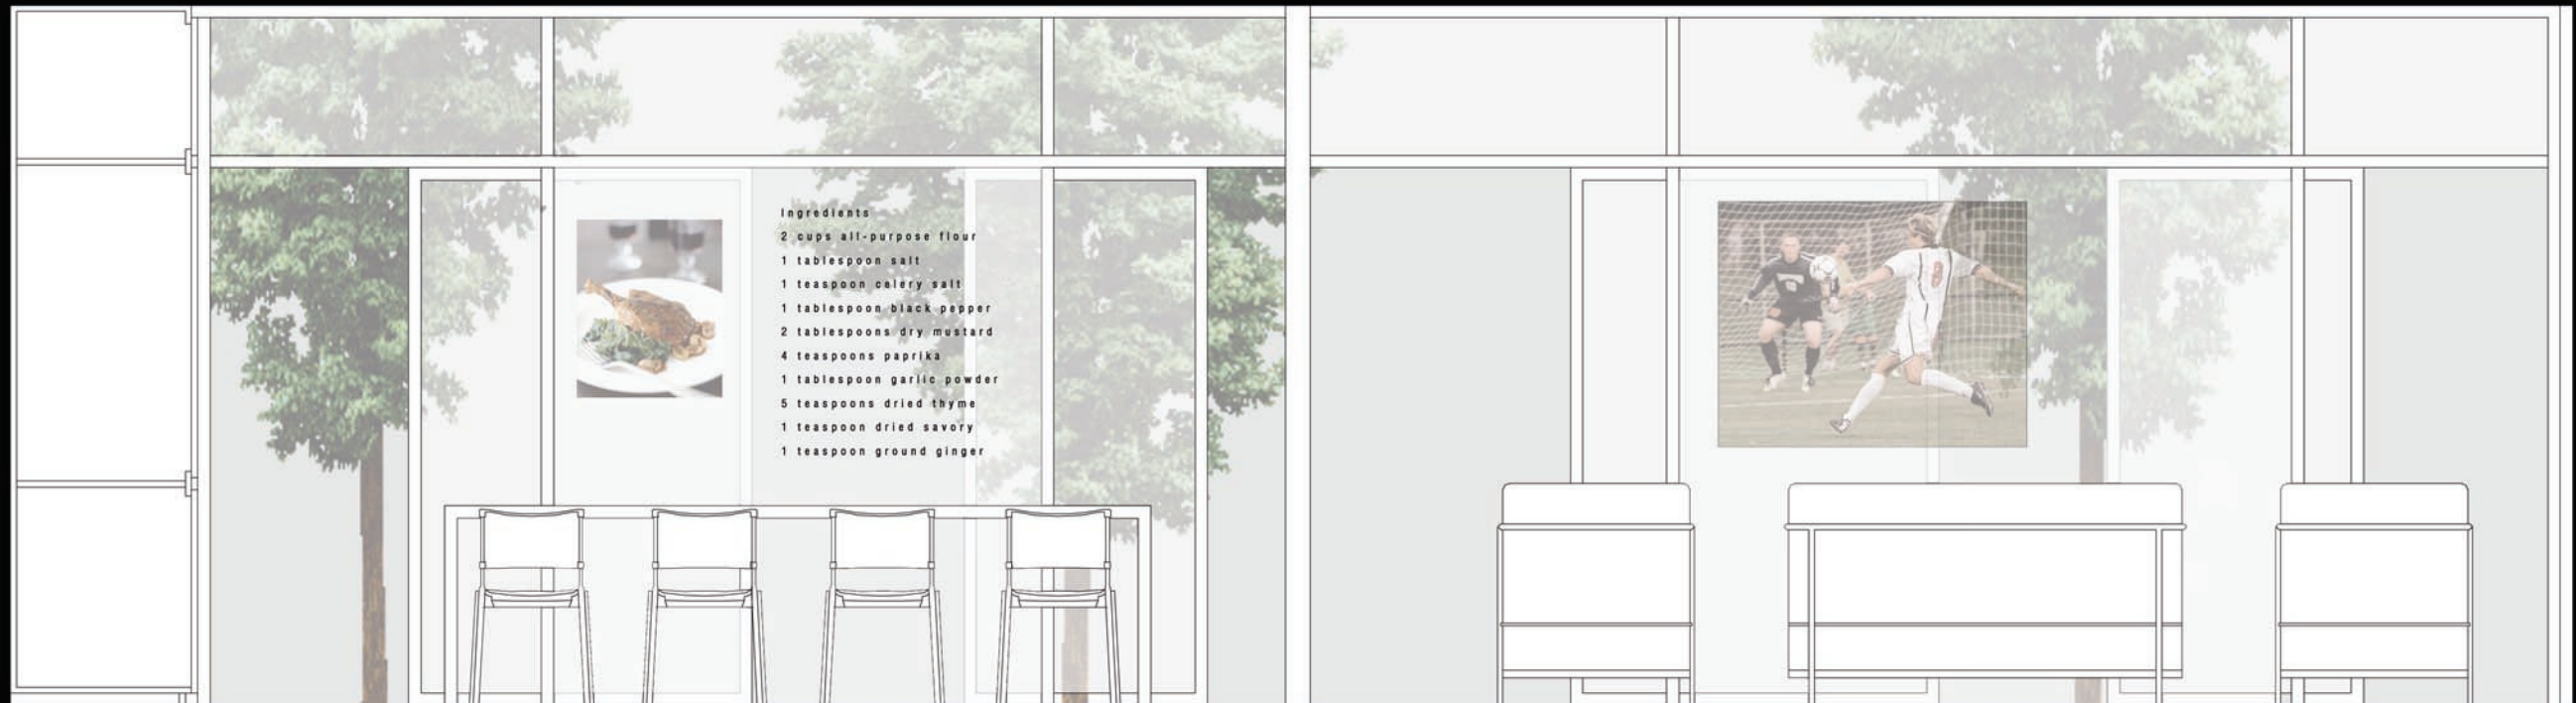 Ingredients
2 cups all-purpose flour
1 tablespoon salt
1 teaspoon celery salt
1 tablespoon black pepper
2 tablespoons dry mustard
4 teaspoons paprika
1 tablespoon garlic powder
5 teaspoons dried thyme
1 teaspoon dried savory
1 teaspoon ground ginger
8